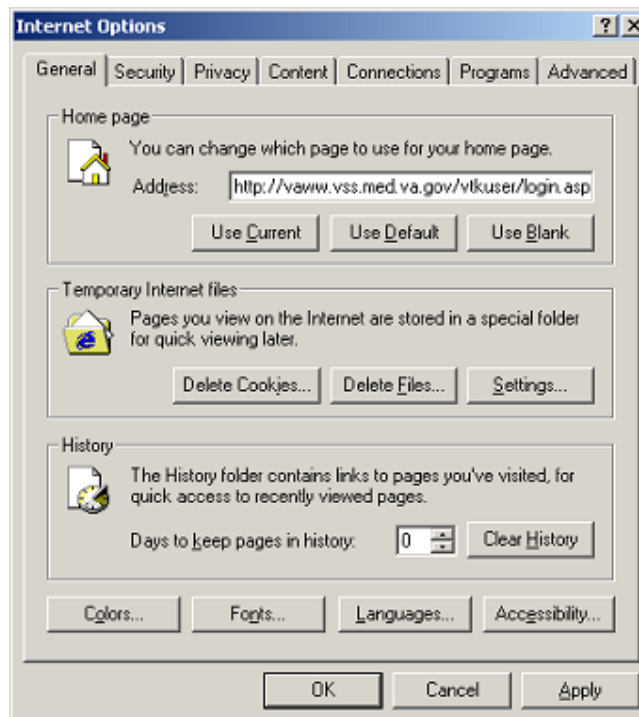 Internet Options
General Security Privacy Content Connections Programs Advanced
Home page
You can change which page to use for your home page.
Address: http://vaww.vss.med.va.gov/vtkuser/login.asp
Use Current Use Default Use Blank
Temporary Internet files
Pages you view on the Internet are stored in a special folder
for quick viewing later.
Delete Cookies... Delete Files... Settings...
History
The History folder contains links to pages you've visited, for
quick access to recently viewed pages.
Days to keep pages in history: 0 Clear History
Colors... Fonts... Languages... Accessibility...
OK Cancel Apply